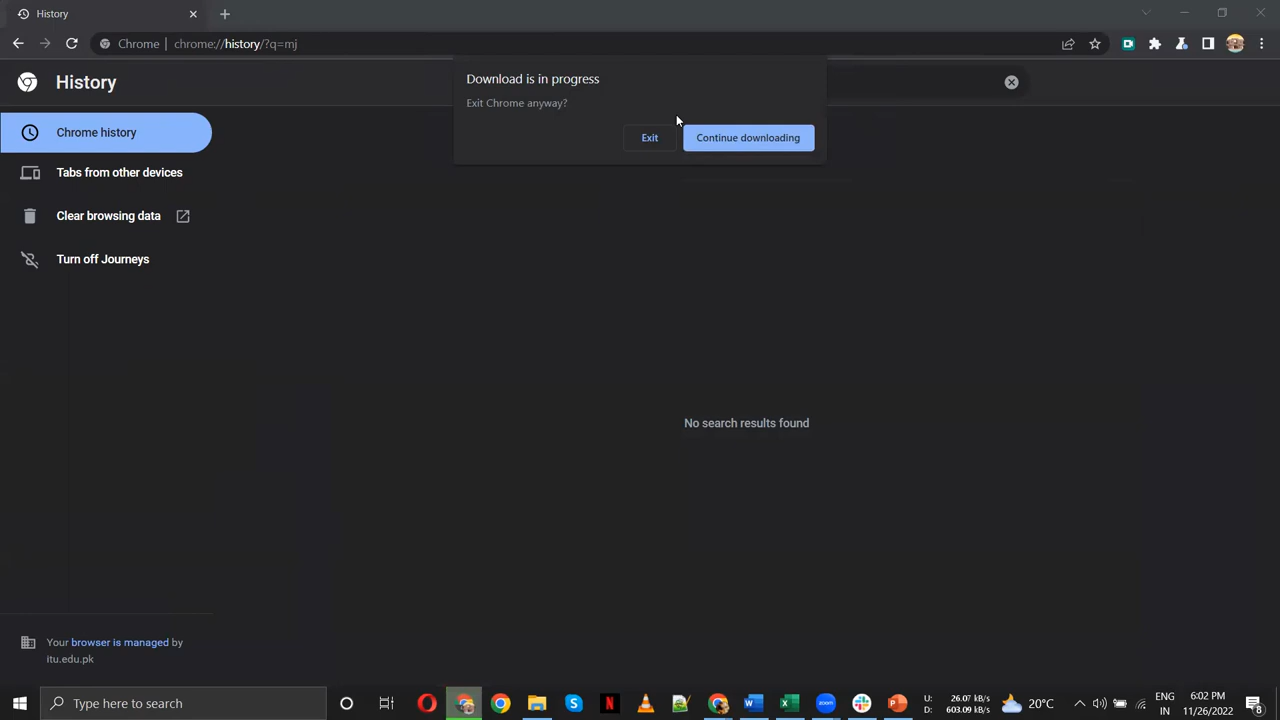 History
Chrome | chrome://history/?q=mj
History
Download is in progress
Exit Chrome anyway?
Exit
Continue downloading
Chrome history
Tabs from other devices
Clear browsing data
Turn off Journeys
No search results found
Your browser is managed by
itu.edu.pk
Type here to search
U: 26.07 kB/s
D: 603.09 kB/s
20°C
ENG
IN
6:02 PM
11/26/2022
8